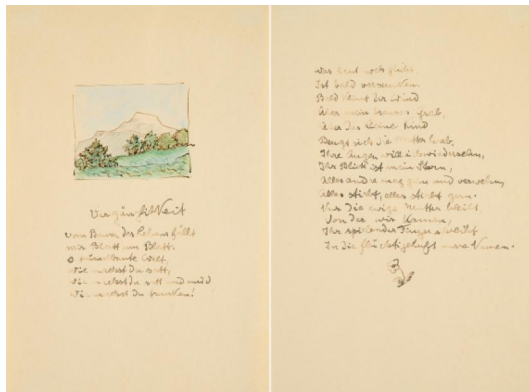 Vergänglichkeit
Vom Baum des Lebens fällt
Mir Blatt um Blatt.
O taumelbunte Welt,
Wie machst du satt,
Wie machst du satt und müd
Wie machst du trunken!
Was heut noch glüht
Ist bald versunken.
Bald klirrt der Wind
Über mein braunes Grab,
Über das kleine Kind
Beugt sich die Mutter herab.
Ihre Augen will ich wiedersehn,
Ihr Blick ist mein Stern,
Alles andre mag gehn und verwehn,
Alles stirbt, alles stirbt gern.
Nur die ewige Mutter bleibt,
Von der wir kamen,
Ihr spielender Finger schreibt
In die flüchtige Luft unsre Namen.